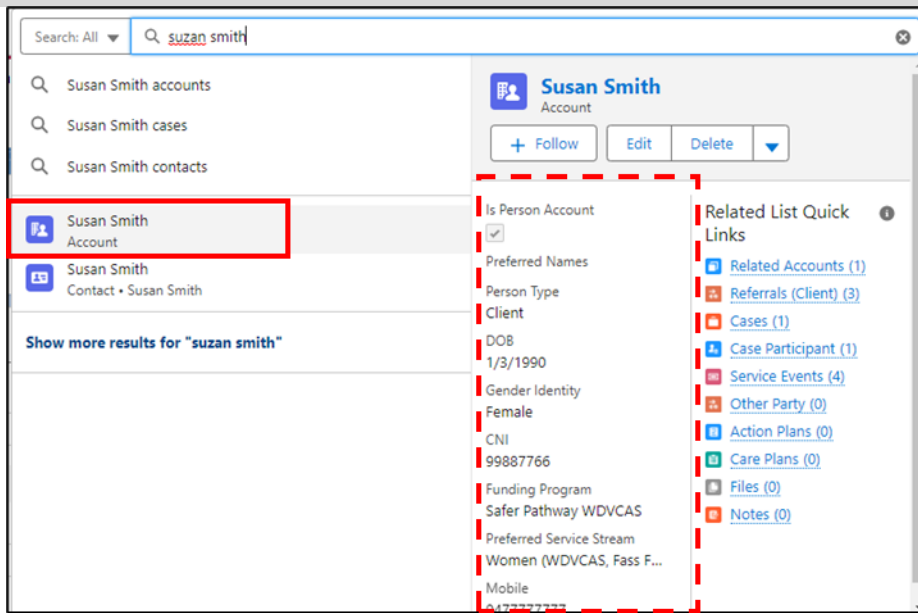 Search: All
suzan smith
Susan Smith accounts
Susan Smith cases
Susan Smith contacts
Susan Smith
Account
Susan Smith
Contact • Susan Smith
Show more results for "suzan smith"
Susan Smith
Account
+ Follow
Edit
Delete
Is Person Account
Preferred Names
Person Type
Client
DOB
1/3/1990
Gender Identity
Female
CNI
99887766
Funding Program
Safer Pathway WDVCAS
Preferred Service Stream
Women (WDVCAS, Fass F...
Mobile
0477777777
Related List Quick
Links
Related Accounts (1)
Referrals (Client) (3)
Cases (1)
Case Participant (1)
Service Events (4)
Other Party (0)
Action Plans (0)
Care Plans (0)
Files (0)
Notes (0)